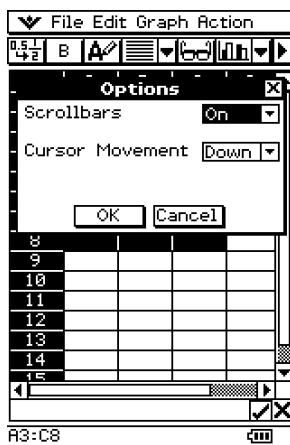 File Edit Graph Action
B
Options
Scrollbars On
Cursor Movement Down
OK Cancel
8
9
10
11
12
13
14
15
A3:C8